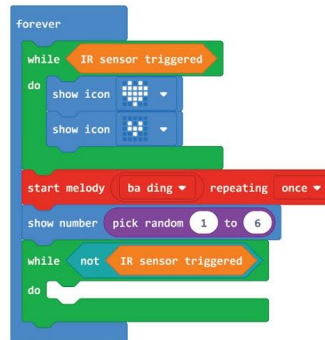 forever
while IR sensor triggered
do show icon
show icon
start melody ba ding repeating once
show number pick random 1 to 6
while not IR sensor triggered
do